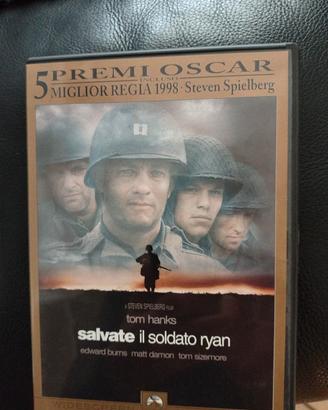 5 PREMI OSCAR
INCLUSO
MIGLIOR REGIA 1998 · Steven Spielberg
A STEVEN SPIELBERG FILM
tom hanks
salvate il soldato ryan
edward burns matt damon tom sizemore
WIDESCREEN